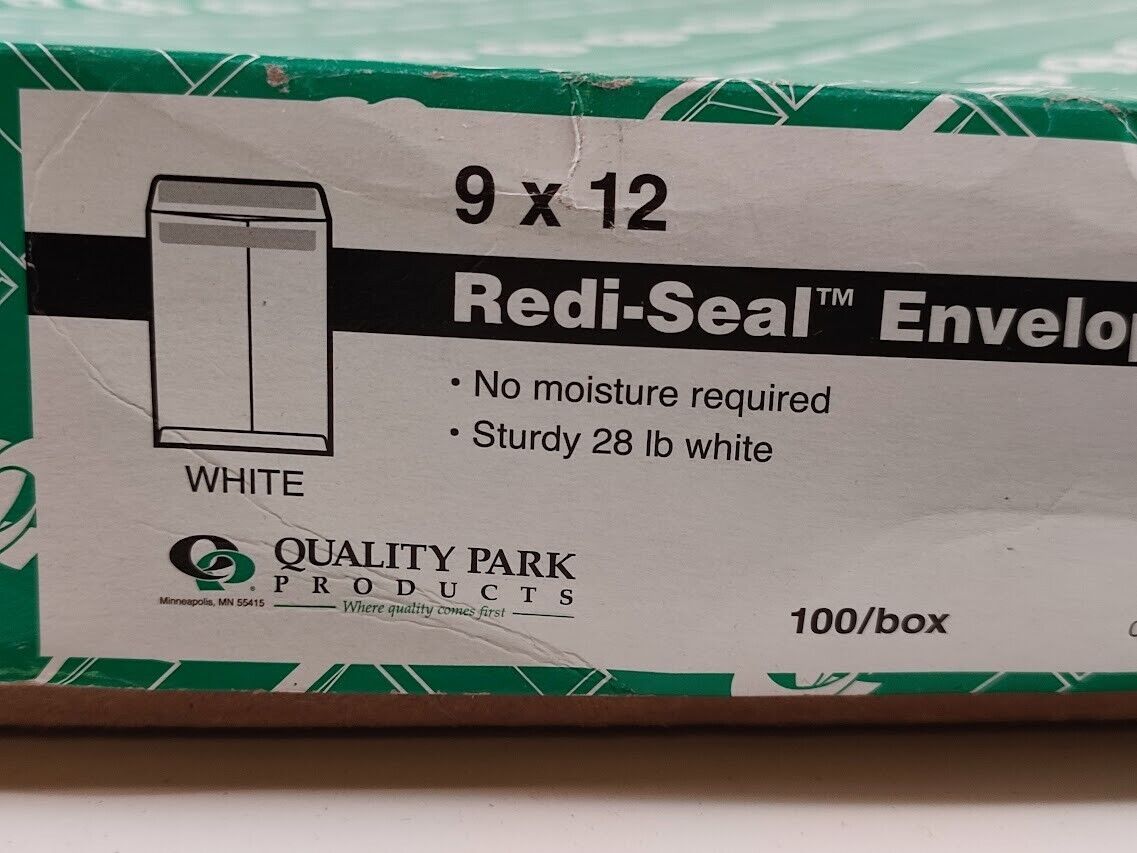 9 x 12
Redi-Seal™ Envelo
• No moisture required
• Sturdy 28 lb white
WHITE
QUALITY PARK
PRODUCTS
Minneapolis, MN 55415
Where quality comes first
100/box